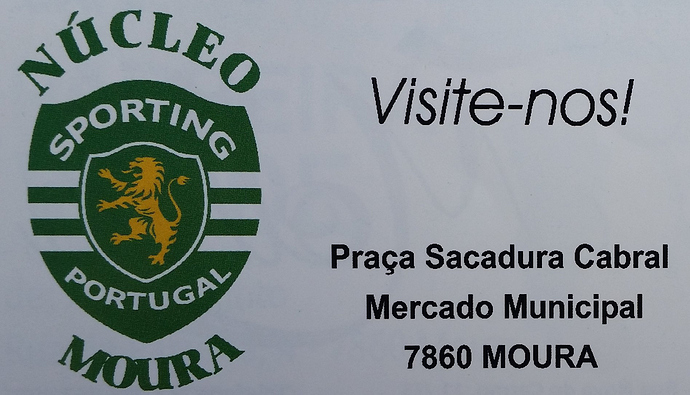 NÚCLEO
SPORTING
PORTUGAL
MOURA
Visite-nos!
Praça Sacadura Cabral
Mercado Municipal
7860 MOURA